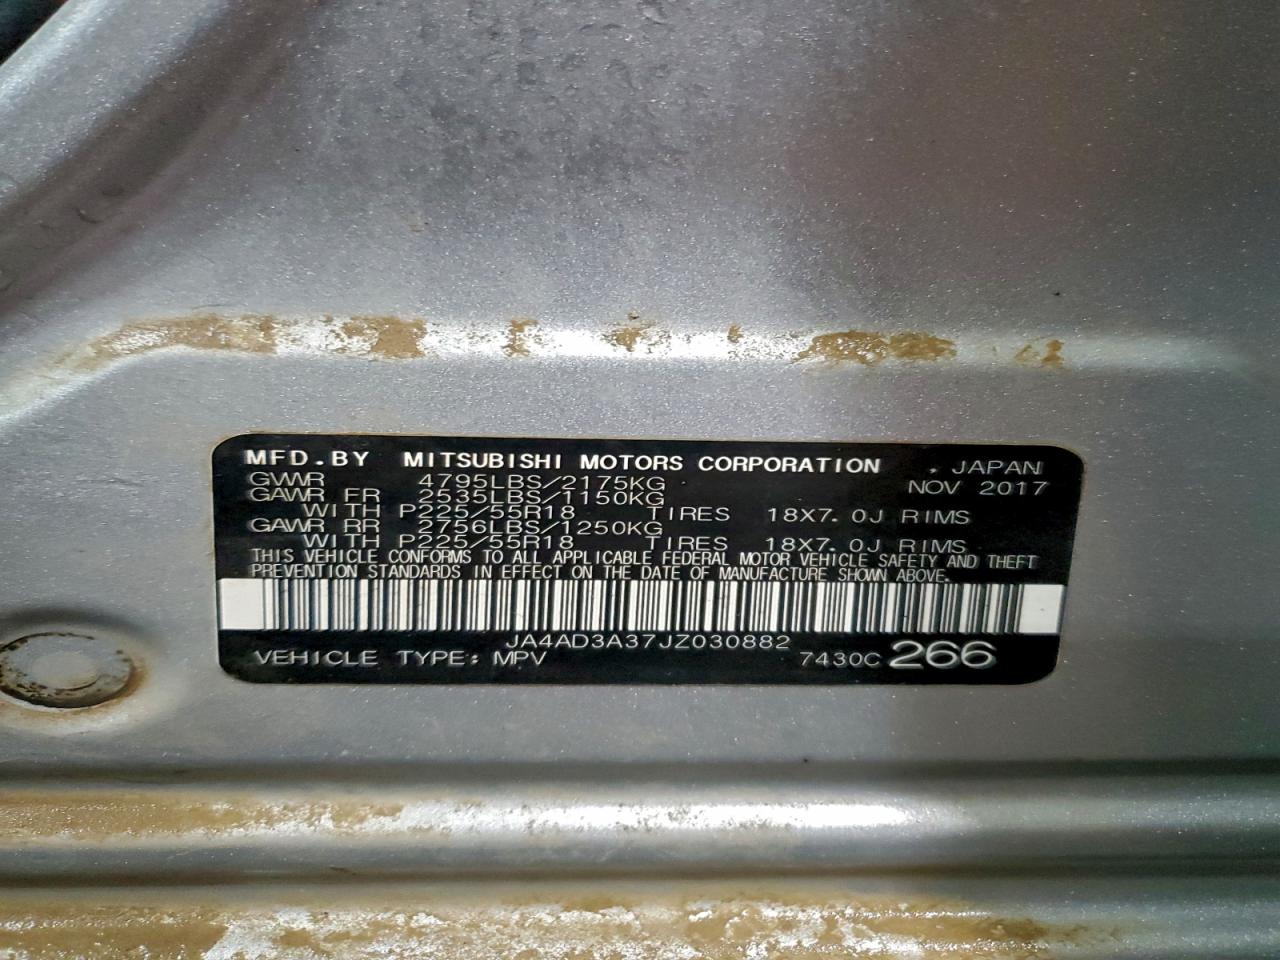 MFD.BY MITSUBISHI MOTORS CORPORATION . JAPAN
GVWR 4795LBS/2175KG NOV 2017
GAWR FR 2535LBS/1150KG
WITH P225/55R18 TIRES 18X7.0J RIMS
GAWR RR 2756LBS/1250KG
WITH P225/55R18 TIRES 18X7.0J RIMS
THIS VEHICLE CONFORMS TO ALL APPLICABLE FEDERAL MOTOR VEHICLE SAFETY AND THEFT
PREVENTION STANDARDS IN EFFECT ON THE DATE OF MANUFACTURE SHOWN ABOVE.
JA4AD3A37JZ030882
VEHICLE TYPE: MPV 7430C 266